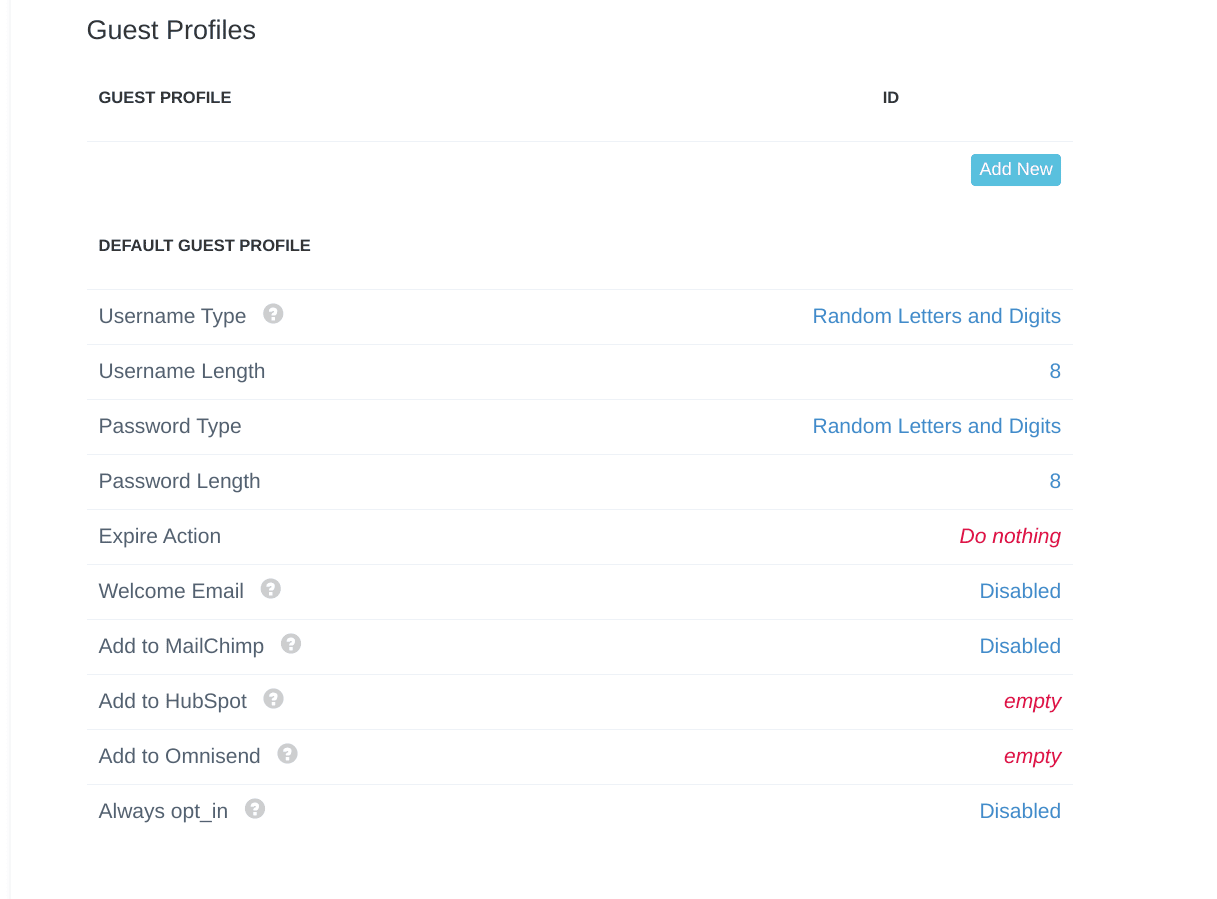 Guest Profiles
GUEST PROFILE ID
Add New
DEFAULT GUEST PROFILE
Username Type ? Random Letters and Digits
Username Length 8
Password Type Random Letters and Digits
Password Length 8
Expire Action Do nothing
Welcome Email ? Disabled
Add to MailChimp ? Disabled
Add to HubSpot ? empty
Add to Omnisend ? empty
Always opt_in ? Disabled